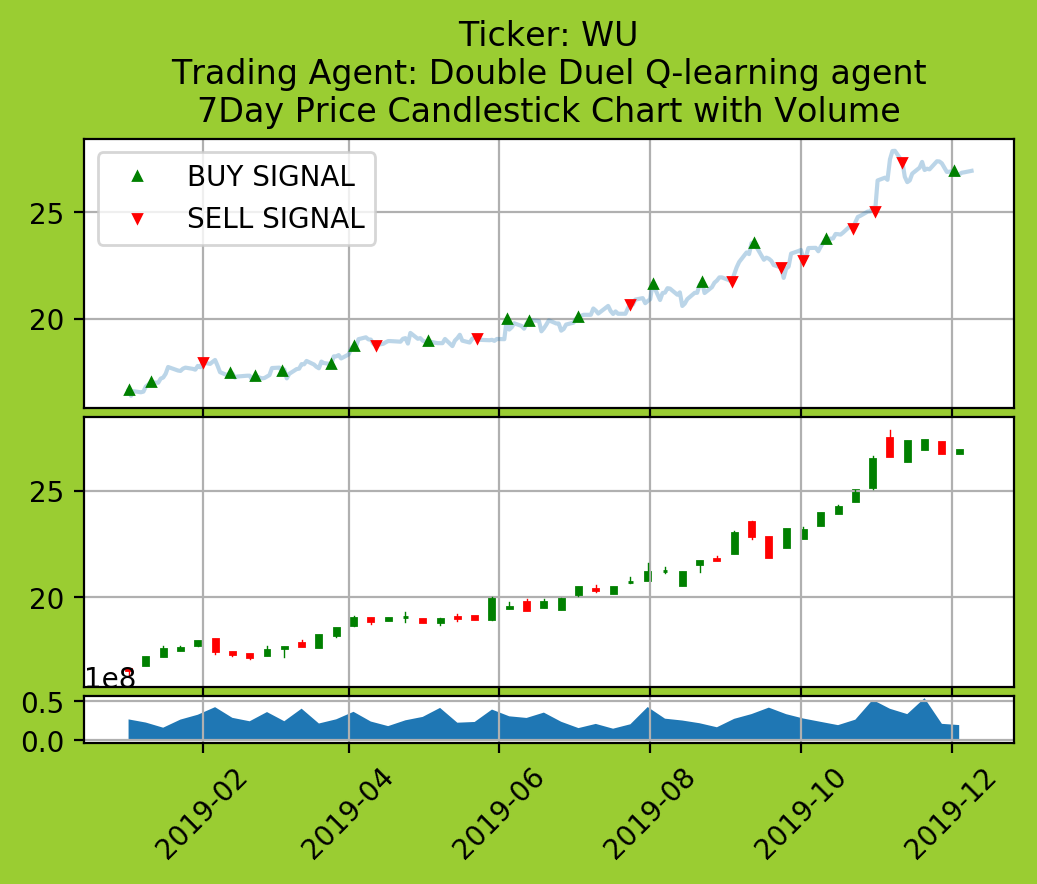 Ticker: WU
Trading Agent: Double Duel Q-learning agent
7Day Price Candlestick Chart with Volume
BUY SIGNAL
SELL SIGNAL
25
20
25
20
1e8
0.5
0.0
2019-02
2019-04
2019-06
2019-08
2019-10
2019-12